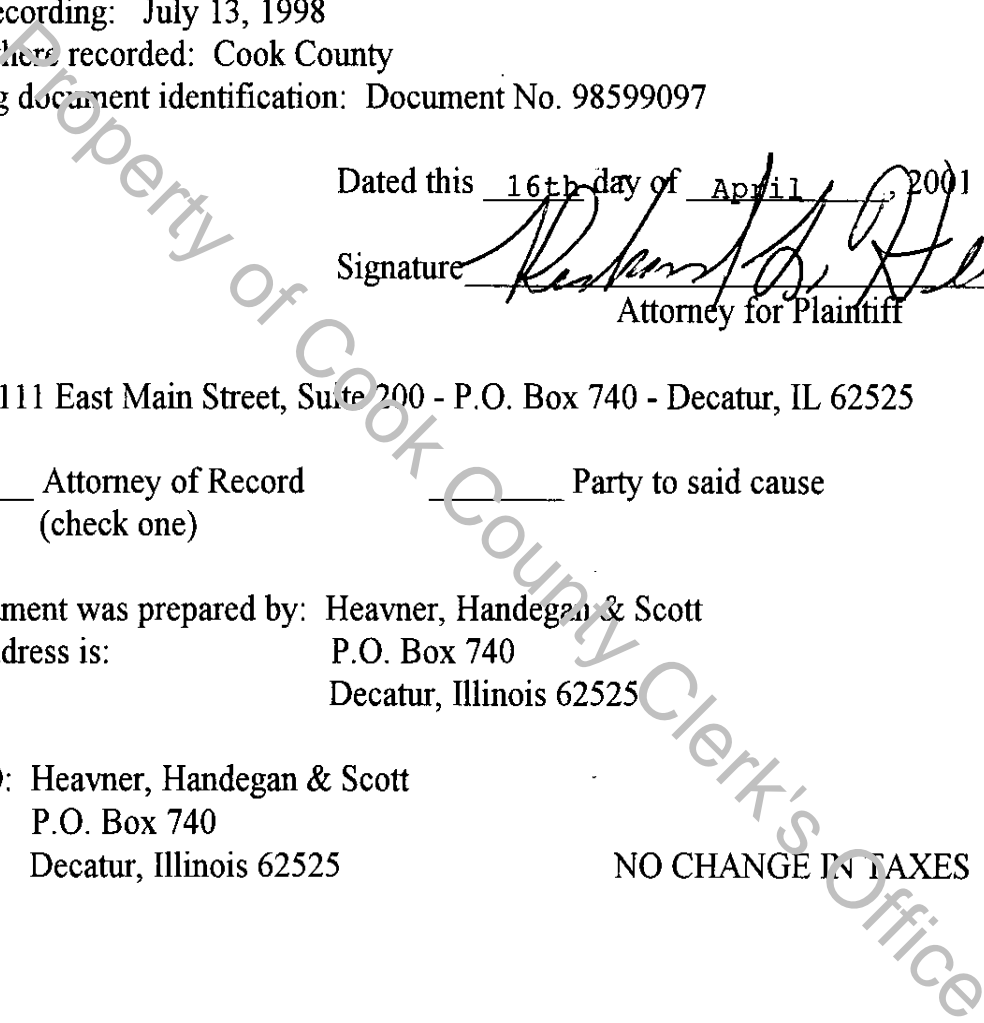 ecording: July 13, 1998
here recorded: Cook County
g document identification: Document No. 98599097
Dated this 16th day of April, 2001
Signature
Attorney for Plaintiff
111 East Main Street, Suite 200 - P.O. Box 740 - Decatur, IL 62525
___ Attorney of Record ________ Party to said cause
(check one)
ment was prepared by: Heavner, Handegan & Scott
dress is: P.O. Box 740
Decatur, Illinois 62525
: Heavner, Handegan & Scott
P.O. Box 740
Decatur, Illinois 62525 NO CHANGE IN TAXES
Property of Cook County Clerk's Office